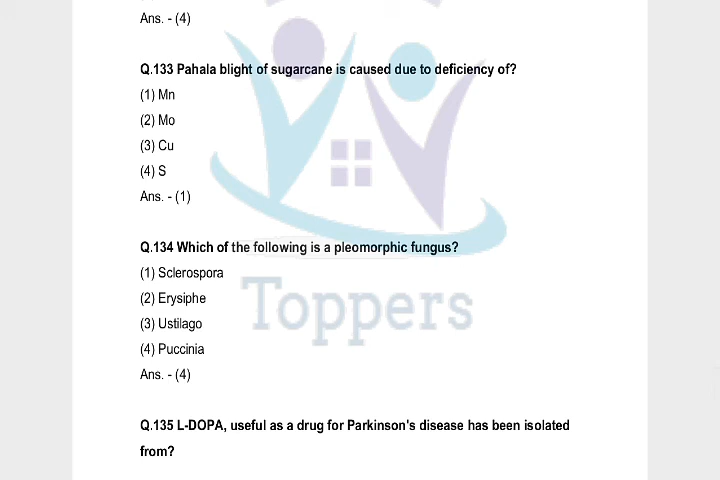 Ans. - (4)
Q.133 Pahala blight of sugarcane is caused due to deficiency of?
(1) Mn
(2) Mo
(3) Cu
(4) S
Ans. - (1)
Q.134 Which of the following is a pleomorphic fungus?
(1) Sclerospora
(2) Erysiphe
(3) Ustilago
(4) Puccinia
Toppers
Ans. - (4)
Q.135 L-DOPA, useful as a drug for Parkinson's disease has been isolated
from?